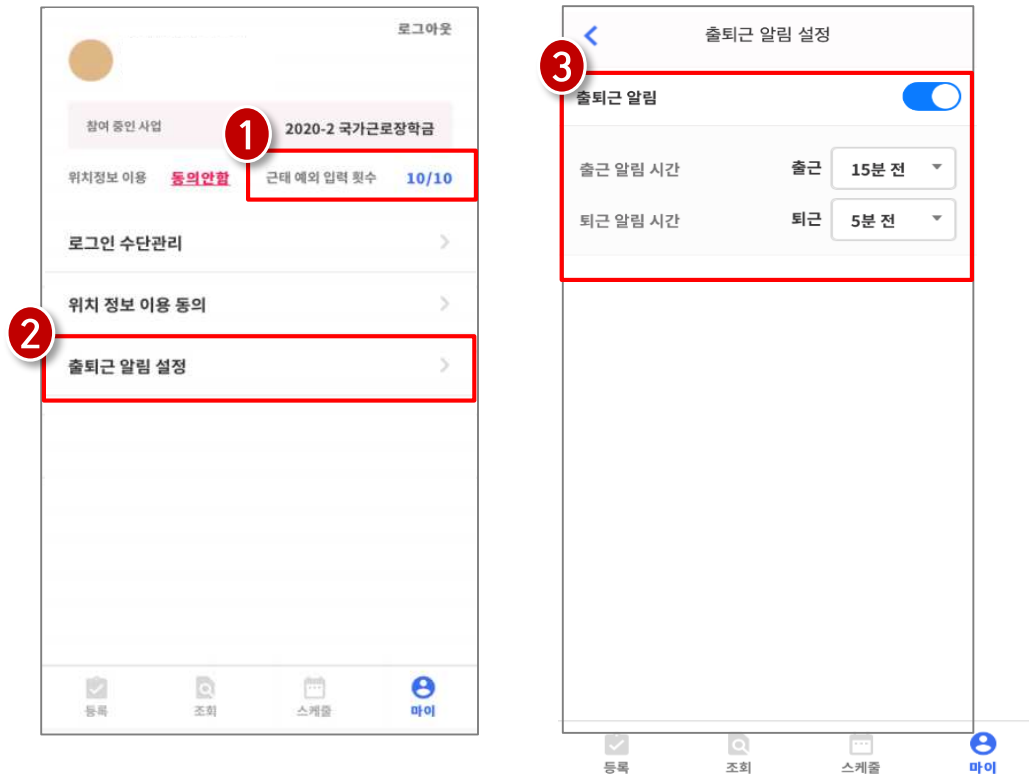 로그아웃
참여 중인 사업 2020-2 국가근로장학금
1
위치정보 이용 동의안함 근태 예외 입력 횟수 10/10
로그인 수단관리
위치 정보 이용 동의
2
출퇴근 알림 설정
등록 조회 스케줄 마이
출퇴근 알림 설정
3
출퇴근 알림
출근 알림 시간 출근 15분 전
퇴근 알림 시간 퇴근 5분 전
등록 조회 스케줄 마이